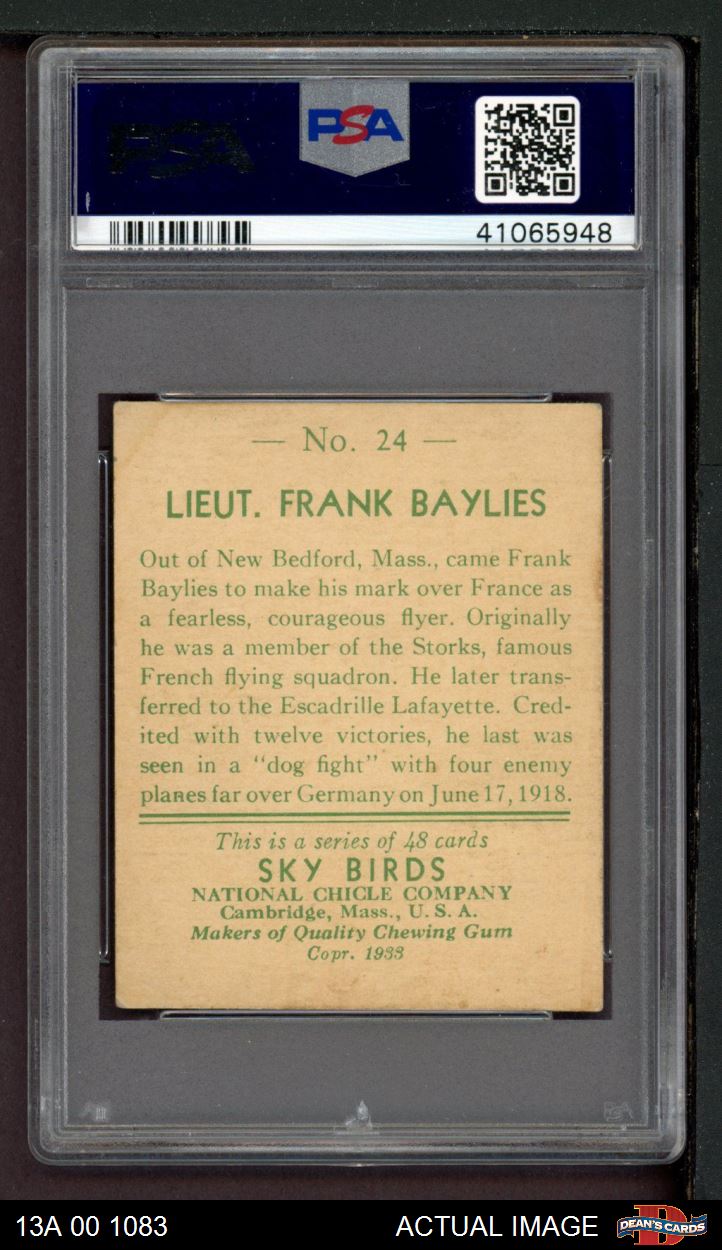 PSA
PSA
41065948
— No. 24 —
LIEUT. FRANK BAYLIES
Out of New Bedford, Mass., came Frank
Baylies to make his mark over France as
a fearless, courageous flyer. Originally
he was a member of the Storks, famous
French flying squadron. He later trans-
ferred to the Escadrille Lafayette. Cred-
ited with twelve victories, he last was
seen in a "dog fight" with four enemy
planes far over Germany on June 17, 1918.
This is a series of 48 cards
SKY BIRDS
NATIONAL CHICLE COMPANY
Cambridge, Mass., U. S. A.
Makers of Quality Chewing Gum
Copr. 1933
13A 00 1083
ACTUAL IMAGE
D
DEAN'S CARDS